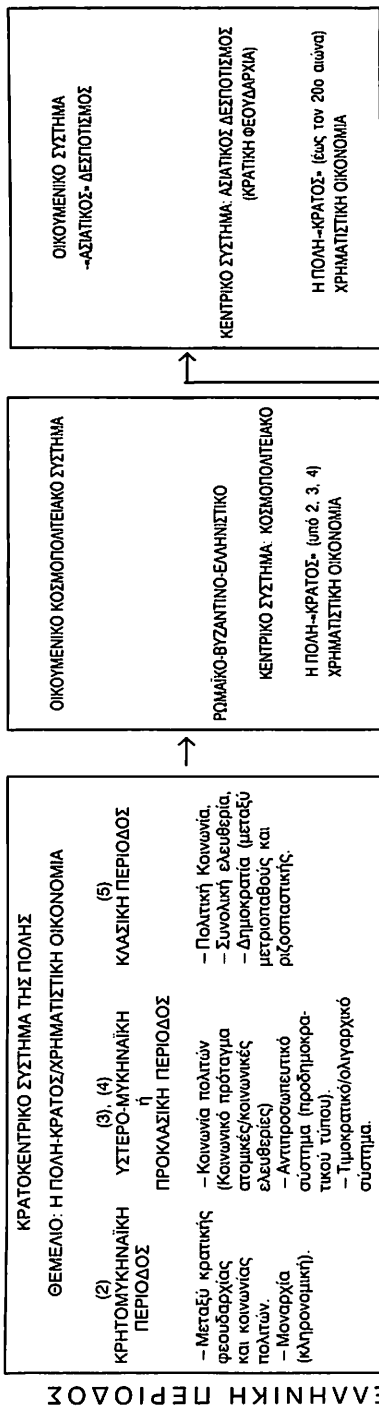 ΕΛΛΗΝΙΚΗ ΠΕΡΙΟΔΟΣ
ΚΡΑΤΟΚΕΝΤΡΙΚΟ ΣΥΣΤΗΜΑ ΤΗΣ ΠΟΛΗΣ
ΘΕΜΕΛΙΟ: Η ΠΟΛΗ-ΚΡΑΤΟΣ/ΧΡΗΜΑΤΙΣΤΙΚΗ ΟΙΚΟΝΟΜΙΑ
(2)
ΚΡΗΤΟΜΥΚΗΝΑΪΚΗ
ΠΕΡΙΟΔΟΣ
– Μεταξύ κρατικής
φεουδαρχίας
και κοινωνίας
πολιτών.
– Μοναρχία
(κληρονομική).
(3), (4)
ΥΣΤΕΡΟ-ΜΥΚΗΝΑΪΚΗ
ή
ΠΡΟΚΛΑΣΙΚΗ ΠΕΡΙΟΔΟΣ
– Κοινωνία πολιτών
(Κοινωνικό πρόταγμα
ατομικές/κοινωνικές
ελευθερίες)
– Αντιπροσωπευτικό
σύστημα (προδημοκρα-
τικού τύπου).
– Τιμοκρατικό/ολιγαρχικό
σύστημα.
(5)
ΚΛΑΣΙΚΗ ΠΕΡΙΟΔΟΣ
– Πολιτική Κοινωνία,
– Συνολική ελευθερία,
– Δημοκρατία (μεταξύ
μετριοπαθούς και
ριζοσπαστικής.
ΟΙΚΟΥΜΕΝΙΚΟ ΚΟΣΜΟΠΟΛΙΤΕΙΑΚΟ ΣΥΣΤΗΜΑ
ΡΩΜΑΪΚΟ-ΒΥΖΑΝΤΙΝΟ-ΕΛΛΗΝΙΣΤΙΚΟ
ΚΕΝΤΡΙΚΟ ΣΥΣΤΗΜΑ: ΚΟΣΜΟΠΟΛΙΤΕΙΑΚΟ
Η ΠΟΛΗ-«ΚΡΑΤΟΣ» (υπό 2, 3, 4)
ΧΡΗΜΑΤΙΣΤΙΚΗ ΟΙΚΟΝΟΜΙΑ
ΟΙΚΟΥΜΕΝΙΚΟ ΣΥΣΤΗΜΑ
-«ΑΣΙΑΤΙΚΟΣ» ΔΕΣΠΟΤΙΣΜΟΣ
ΚΕΝΤΡΙΚΟ ΣΥΣΤΗΜΑ: ΑΣΙΑΤΙΚΟΣ ΔΕΣΠΟΤΙΣΜΟΣ
(ΚΡΑΤΙΚΗ ΦΕΟΥΔΑΡΧΙΑ)
Η ΠΟΛΗ-«ΚΡΑΤΟΣ» (έως τον 20ο αιώνα)
ΧΡΗΜΑΤΙΣΤΙΚΗ ΟΙΚΟΝΟΜΙΑ